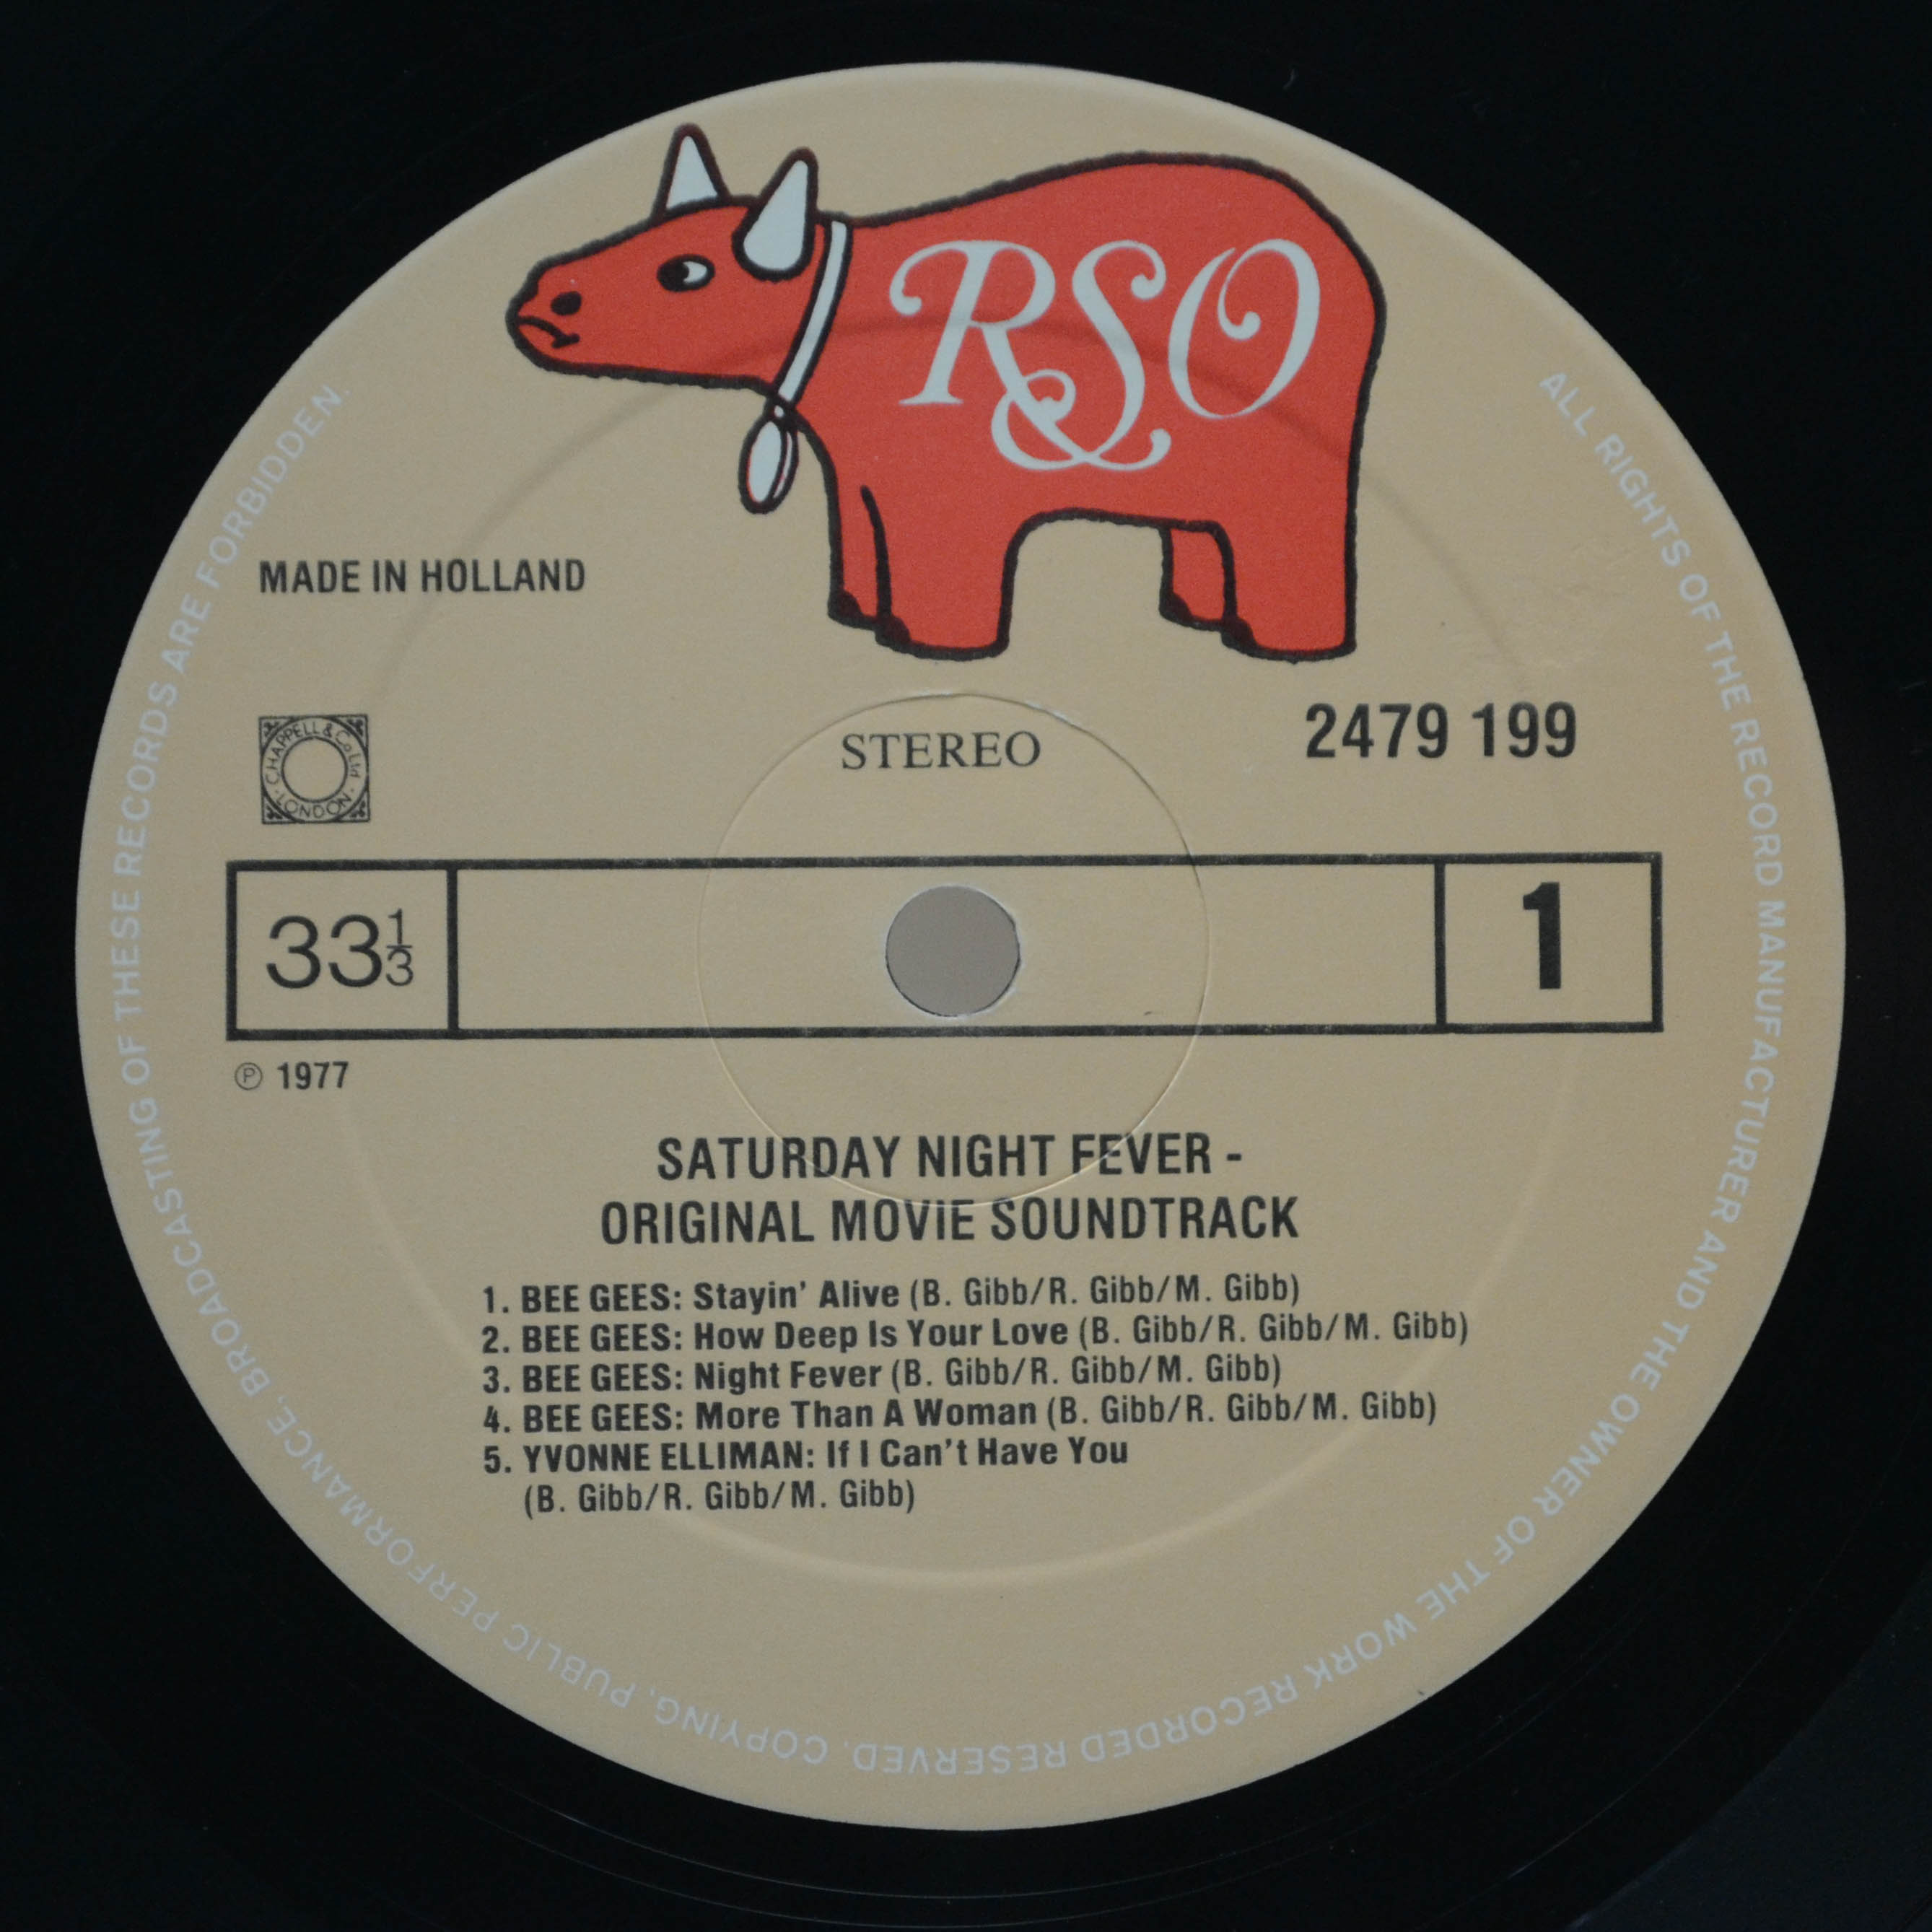 RSO
MADE IN HOLLAND
CHAPPELL & Co Ltd
· LONDON ·
STEREO
2479 199
33⅓
1
℗ 1977
SATURDAY NIGHT FEVER -
ORIGINAL MOVIE SOUNDTRACK
1. BEE GEES: Stayin' Alive (B. Gibb/R. Gibb/M. Gibb)
2. BEE GEES: How Deep Is Your Love (B. Gibb/R. Gibb/M. Gibb)
3. BEE GEES: Night Fever (B. Gibb/R. Gibb/M. Gibb)
4. BEE GEES: More Than A Woman (B. Gibb/R. Gibb/M. Gibb)
5. YVONNE ELLIMAN: If I Can't Have You
(B. Gibb/R. Gibb/M. Gibb)
ALL RIGHTS OF THE RECORD MANUFACTURER AND THE OWNER OF THE WORK RECORDED RESERVED. COPYING, PUBLIC PERFORMANCE, BROADCASTING OF THESE RECORDS ARE FORBIDDEN.